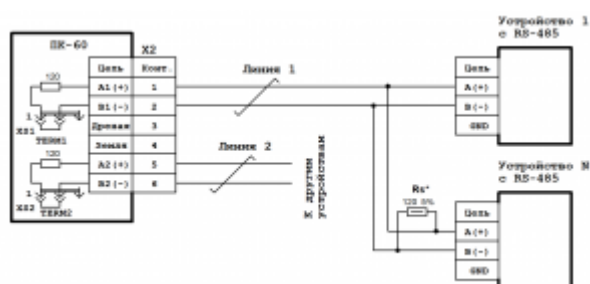 ПК-60
X2
Цепь Конт.
120
A1(+) 1
B1(-) 2
1
XS1
TERM1
Дренаж 3
Земля 4
120
A2(+) 5
B2(-) 6
1
XS2
TERM2
Линия 1
Линия 2
К другим
устройствам
Устройство 1
с RS-485
Цепь
A(+)
B(-)
GND
Устройство N
с RS-485
Rs*
120 5%
Цепь
A(+)
B(-)
GND